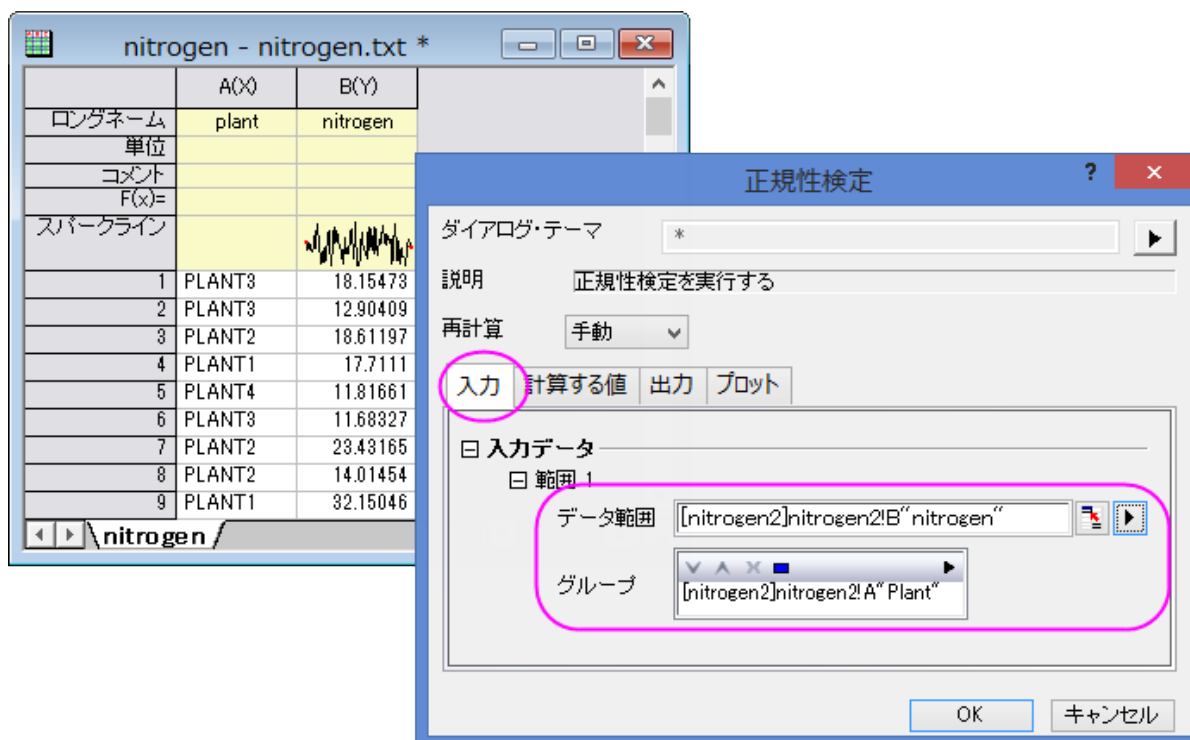 nitrogen - nitrogen.txt *
A(X) B(Y)
ロングネーム plant nitrogen
単位
コメント
F(x)=
スパークライン
1 PLANT3 18.15473
2 PLANT3 12.90409
3 PLANT2 18.61197
4 PLANT1 17.7111
5 PLANT4 11.81661
6 PLANT3 11.68327
7 PLANT2 23.43165
8 PLANT2 14.01454
9 PLANT1 32.15046
nitrogen
正規性検定 ? ×
ダイアログ・テーマ *
説明 正規性検定を実行する
再計算 手動
入力 計算する値 出力 プロット
入力データ
範囲 1
データ範囲 [nitrogen2]nitrogen2!B"nitrogen"
グループ [nitrogen2]nitrogen2!A"Plant"
OK キャンセル